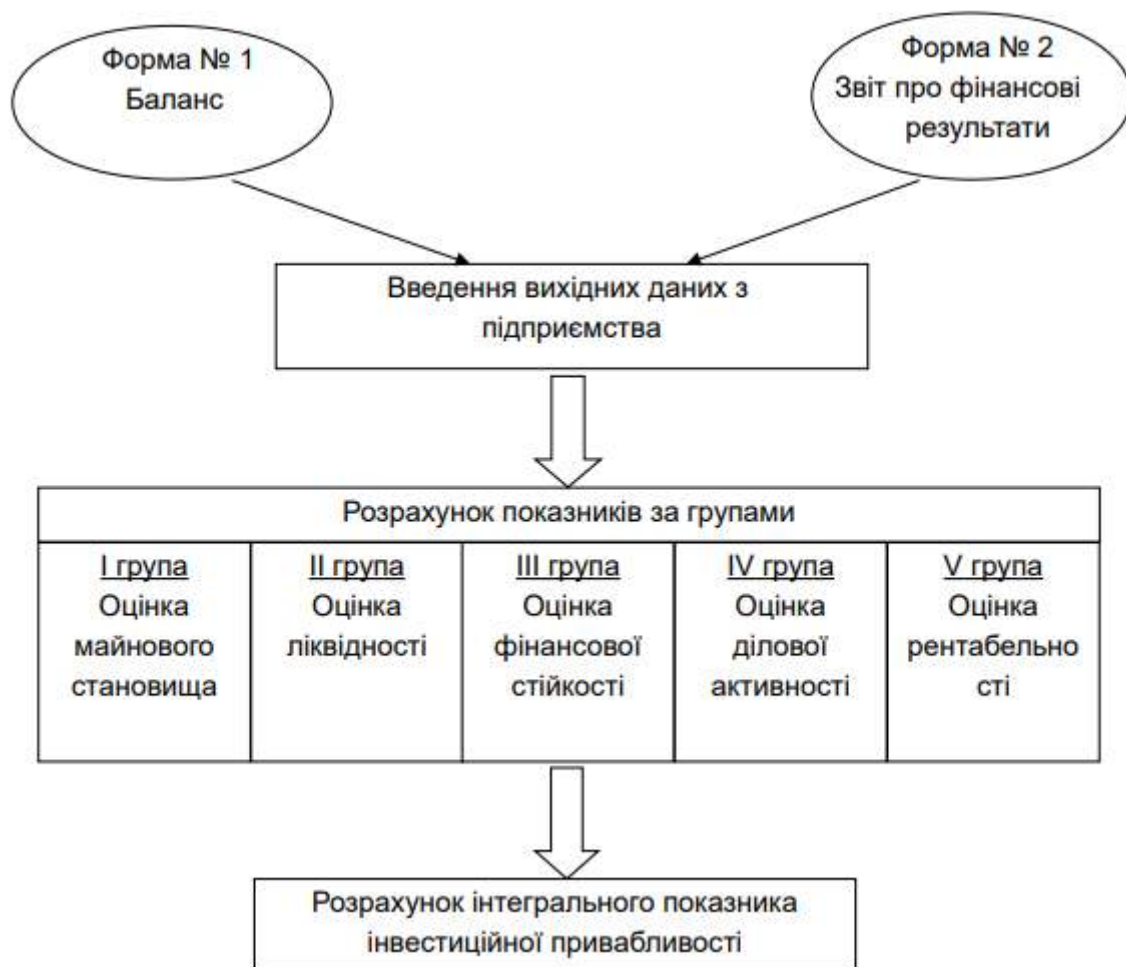 Форма № 1
Баланс
Форма № 2
Звіт про фінансові
результати
Введення вихідних даних з
підприємства
Розрахунок показників за групами
І група
Оцінка
майнового
становища
ІІ група
Оцінка
ліквідності
ІІІ група
Оцінка
фінансової
стійкості
IV група
Оцінка
ділової
активності
V група
Оцінка
рентабельно
сті
Розрахунок інтегрального показника
інвестиційної привабливості